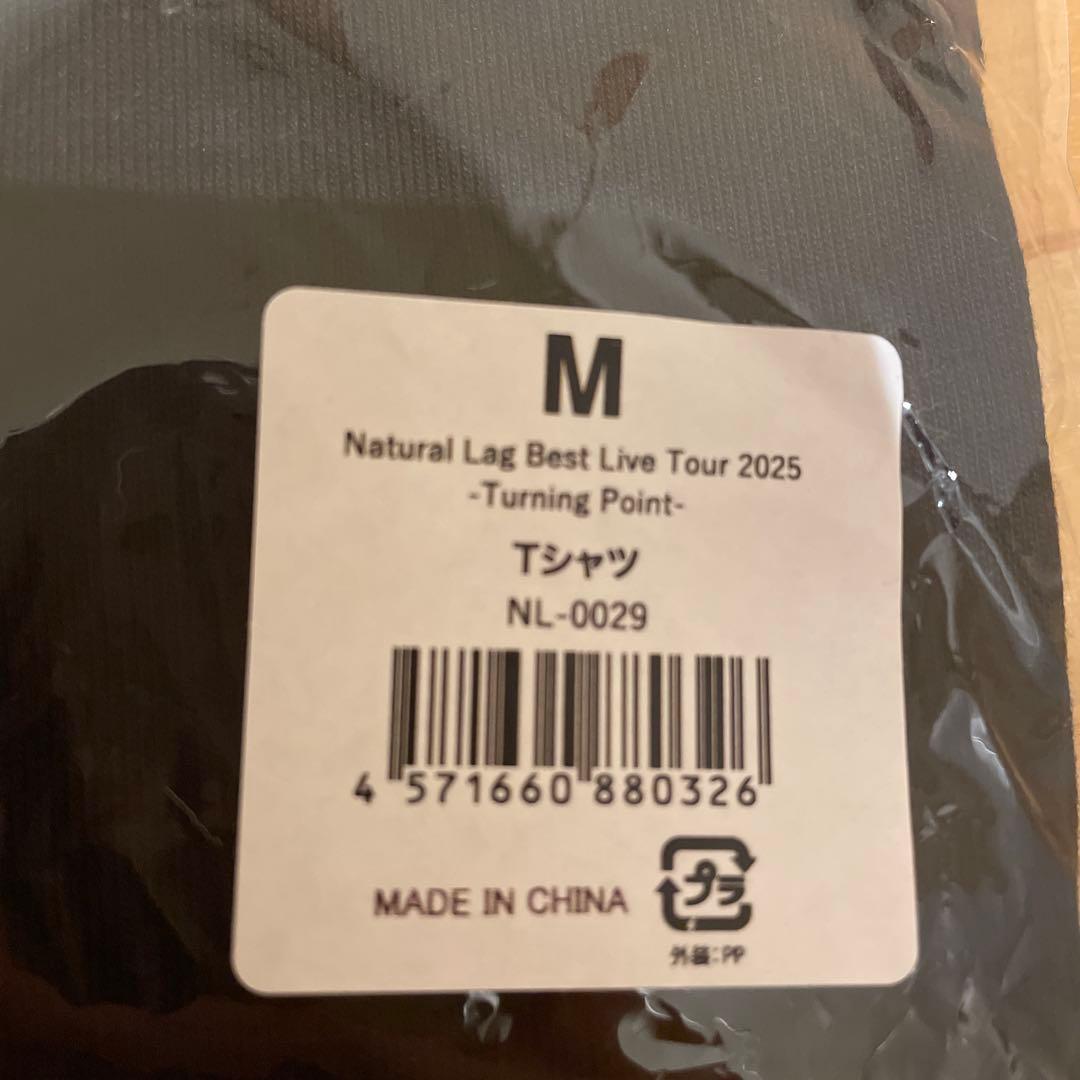 M
Natural Lag Best Live Tour 2025
-Turning Point-
Tシャツ
NL-0029
4 571660 880326
MADE IN CHINA
プラ
外装:PP